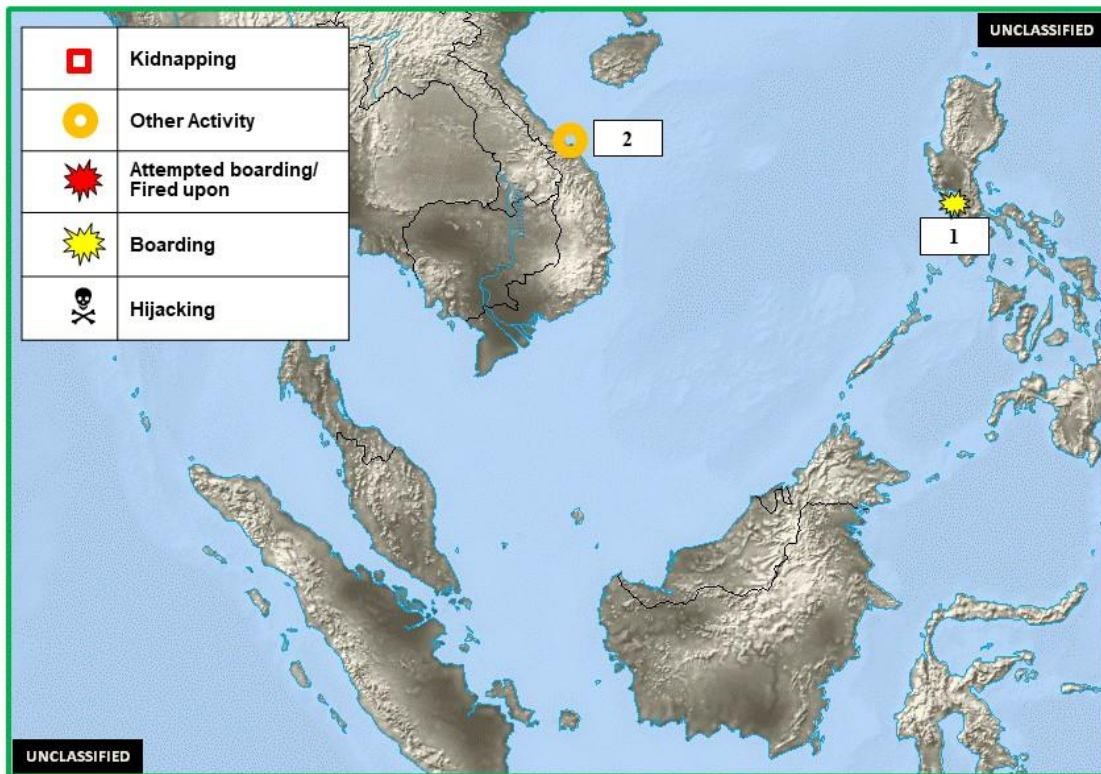 UNCLASSIFIED
Kidnapping
Other Activity
Attempted boarding/
Fired upon
Boarding
Hijacking
2
1
UNCLASSIFIED